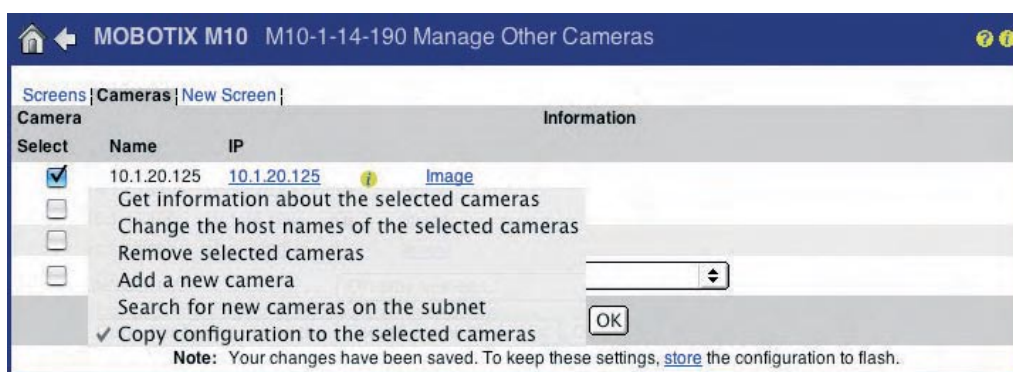 MOBOTIX M10 M10-1-14-190 Manage Other Cameras ? i
Screens | Cameras | New Screen |
Camera Information
Select Name IP
10.1.20.125 10.1.20.125 i Image
Get information about the selected cameras
Change the host names of the selected cameras
Remove selected cameras
Add a new camera
Search for new cameras on the subnet
✓ Copy configuration to the selected cameras
OK
Note: Your changes have been saved. To keep these settings, store the configuration to flash.